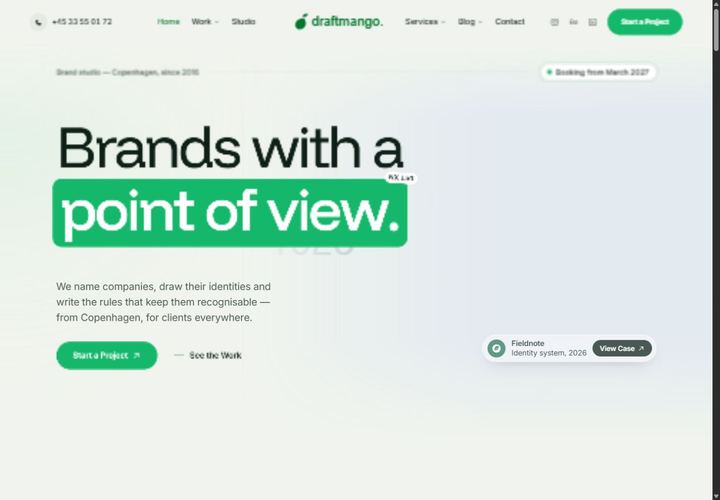 +45 33 55 01 72
Home Work Studio
draftmango.
Services Blog Contact
Start a Project
Brand studio — Copenhagen, since 2016
Booking from March 2027
Brands with a
point of view.
We name companies, draw their identities and
write the rules that keep them recognisable —
from Copenhagen, for clients everywhere.
Start a Project ↗
— See the Work
Fieldnote
Identity system, 2026
View Case ↗